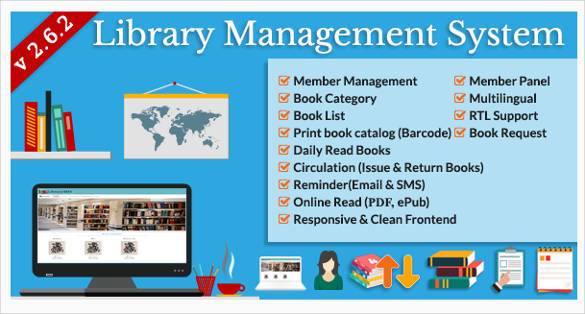 v 2.6.2
Library Management System
Member Management
Book Category
Book List
Print book catalog (Barcode)
Daily Read Books
Circulation (Issue & Return Books)
Reminder(Email & SMS)
Online Read (PDF, ePub)
Responsive & Clean Frontend
Member Panel
Multilingual
RTL Support
Book Request